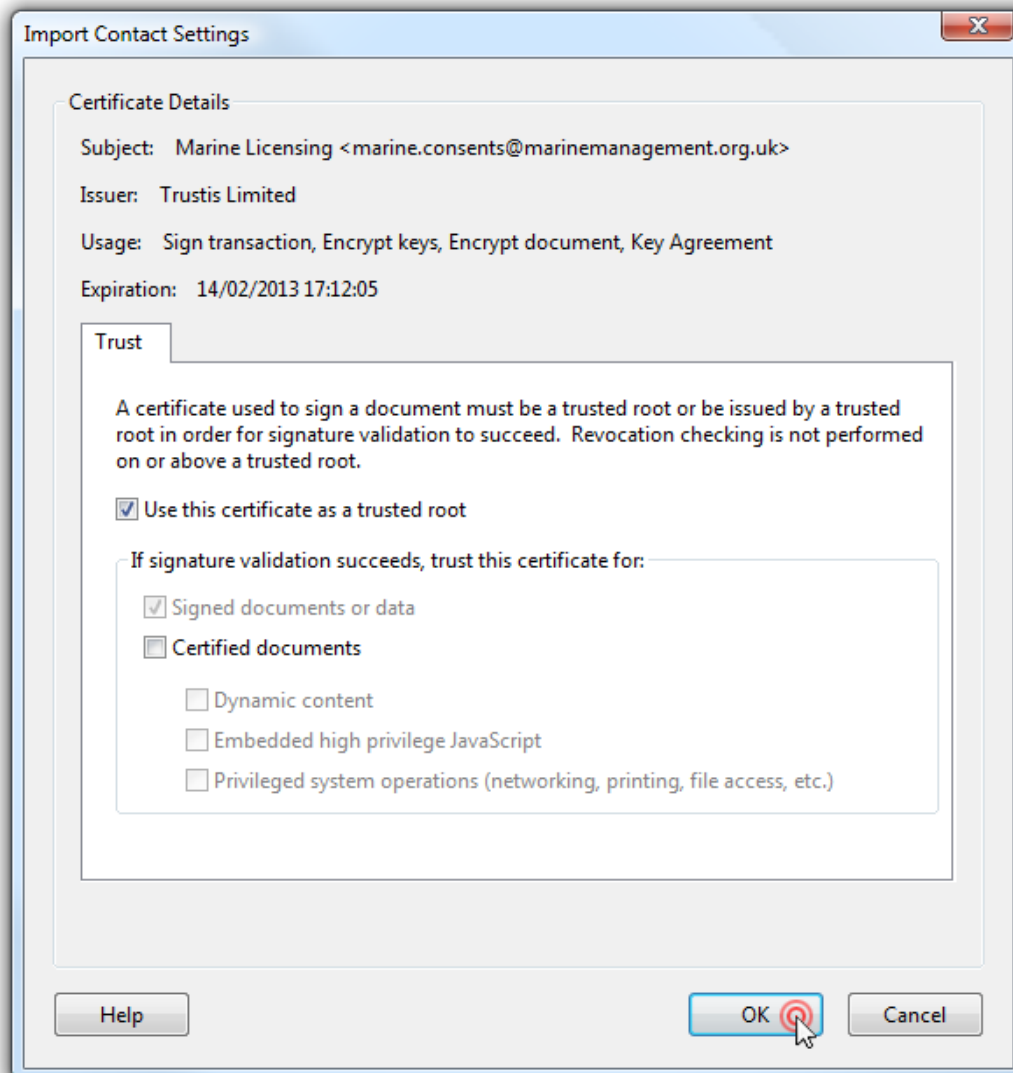 Import Contact Settings
Certificate Details
Subject: Marine Licensing <marine.consents@marinemanagement.org.uk>
Issuer: Trustis Limited
Usage: Sign transaction, Encrypt keys, Encrypt document, Key Agreement
Expiration: 14/02/2013 17:12:05
Trust
A certificate used to sign a document must be a trusted root or be issued by a trusted
root in order for signature validation to succeed. Revocation checking is not performed
on or above a trusted root.
Use this certificate as a trusted root
If signature validation succeeds, trust this certificate for:
Signed documents or data
Certified documents
Dynamic content
Embedded high privilege JavaScript
Privileged system operations (networking, printing, file access, etc.)
Help
OK
Cancel